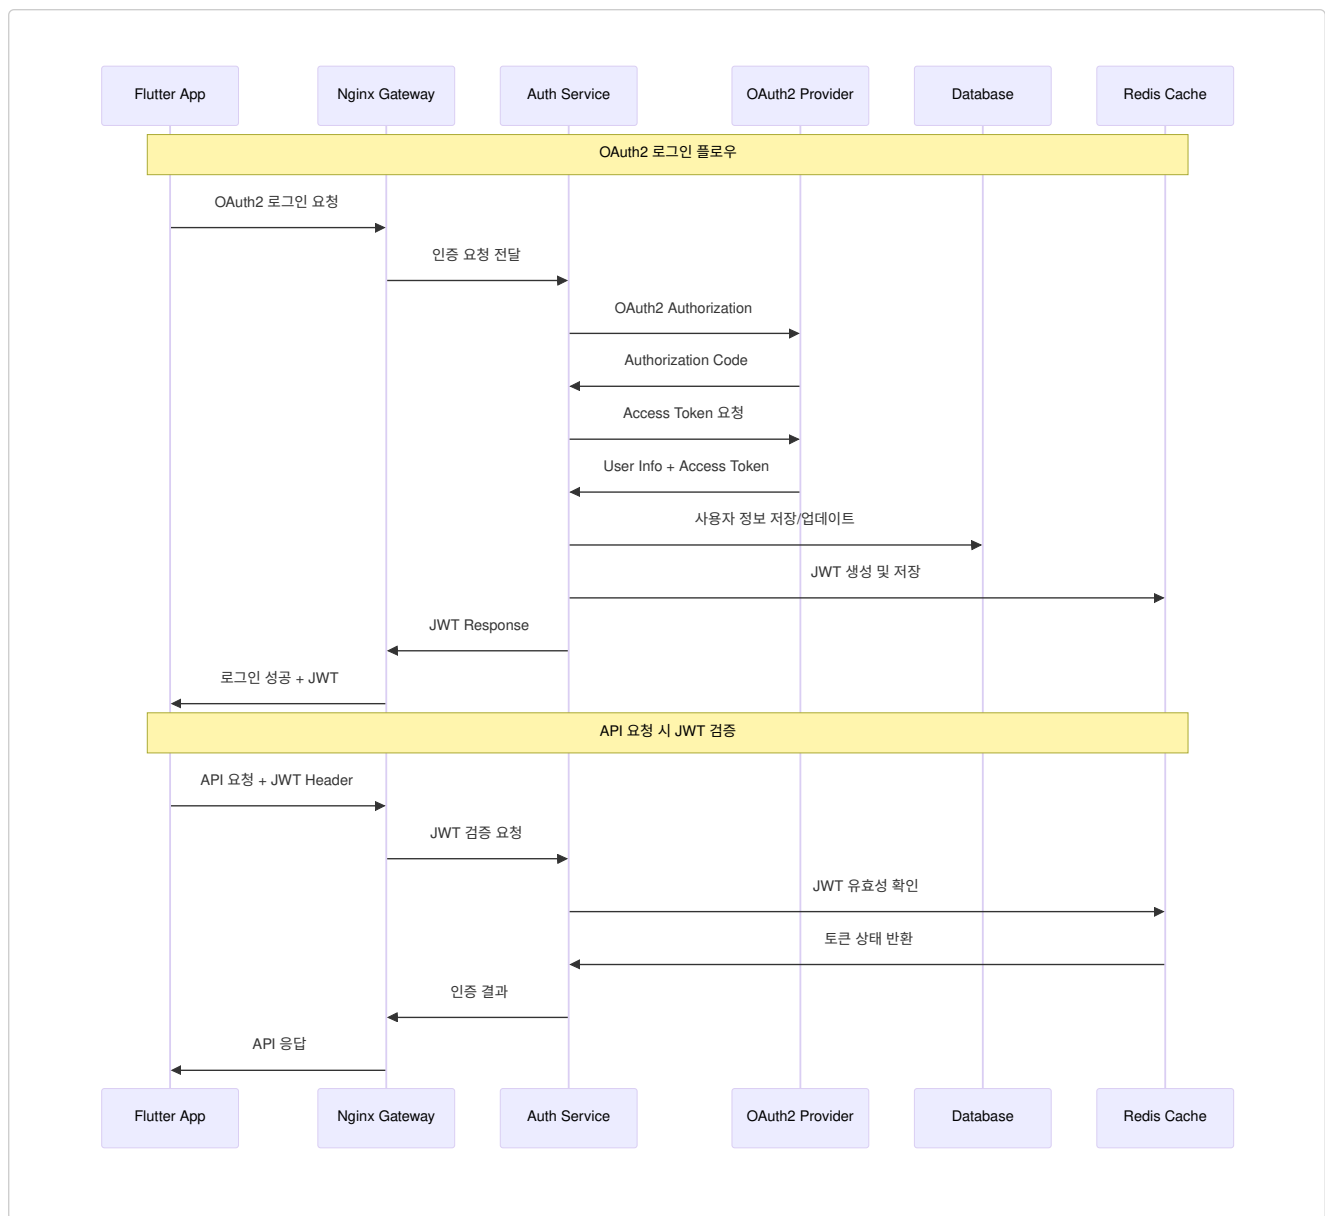 Flutter App
Nginx Gateway
Auth Service
OAuth2 Provider
Database
Redis Cache
OAuth2 로그인 플로우
OAuth2 로그인 요청
인증 요청 전달
OAuth2 Authorization
Authorization Code
Access Token 요청
User Info + Access Token
사용자 정보 저장/업데이트
JWT 생성 및 저장
JWT Response
로그인 성공 + JWT
API 요청 시 JWT 검증
API 요청 + JWT Header
JWT 검증 요청
JWT 유효성 확인
토큰 상태 반환
인증 결과
API 응답
Flutter App
Nginx Gateway
Auth Service
OAuth2 Provider
Database
Redis Cache